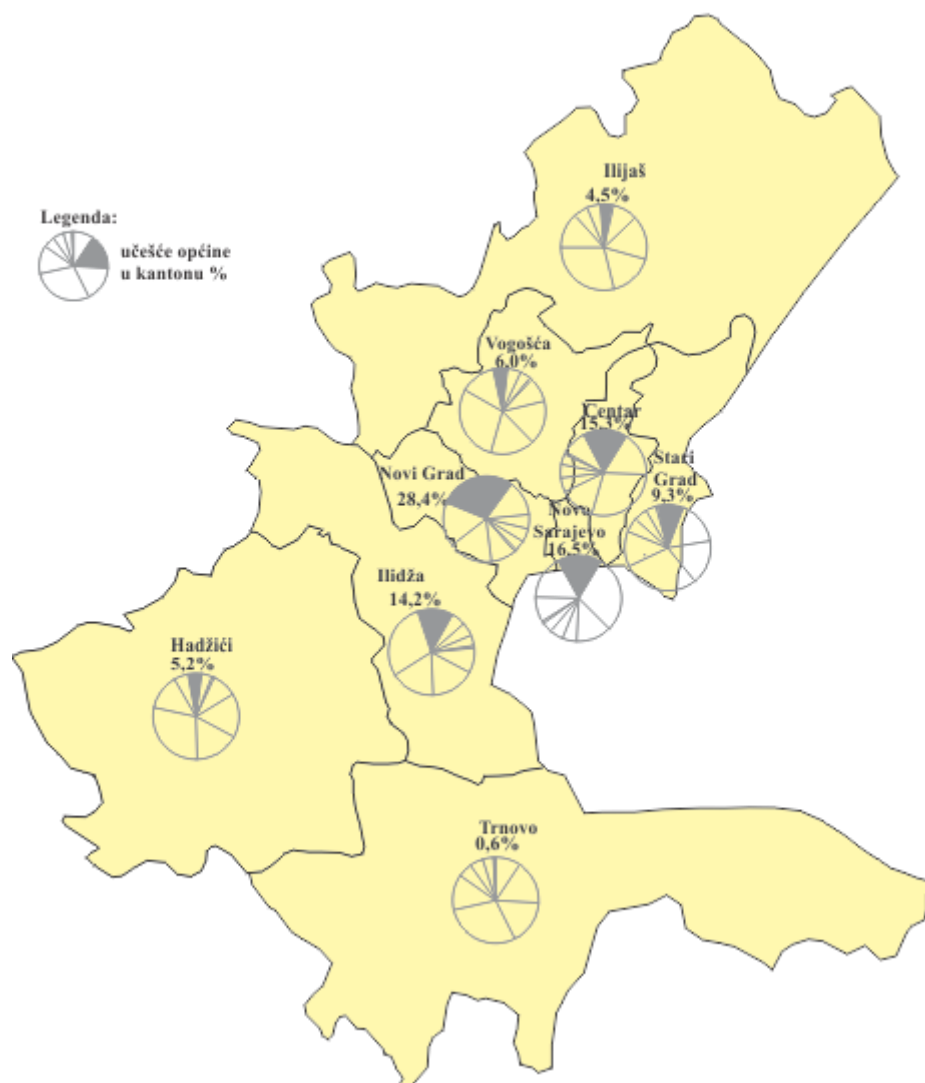 Ilijaš
4,5%
Legenda:
učešće općine
u kantonu %
Vogošća
6,0%
Centar
15,3%
Stari
Grad
9,3%
Novi Grad
28,4%
Novo
Sarajevo
16,5%
Ilidža
14,2%
Hadžići
5,2%
Trnovo
0,6%